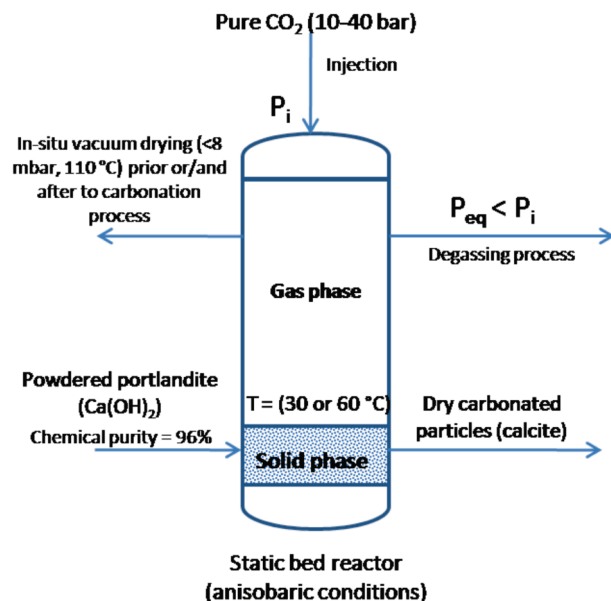 Pure CO₂ (10-40 bar)
Injection
Pᵢ
In-situ vacuum drying (<8
mbar, 110 °C) prior or/and
after to carbonation
process
Peq < Pᵢ
Degassing process
Gas phase
Powdered portlandite
(Ca(OH)₂)
Chemical purity = 96%
T = (30 or 60 °C)
Dry carbonated
particles (calcite)
Solid phase
Static bed reactor
(anisobaric conditions)